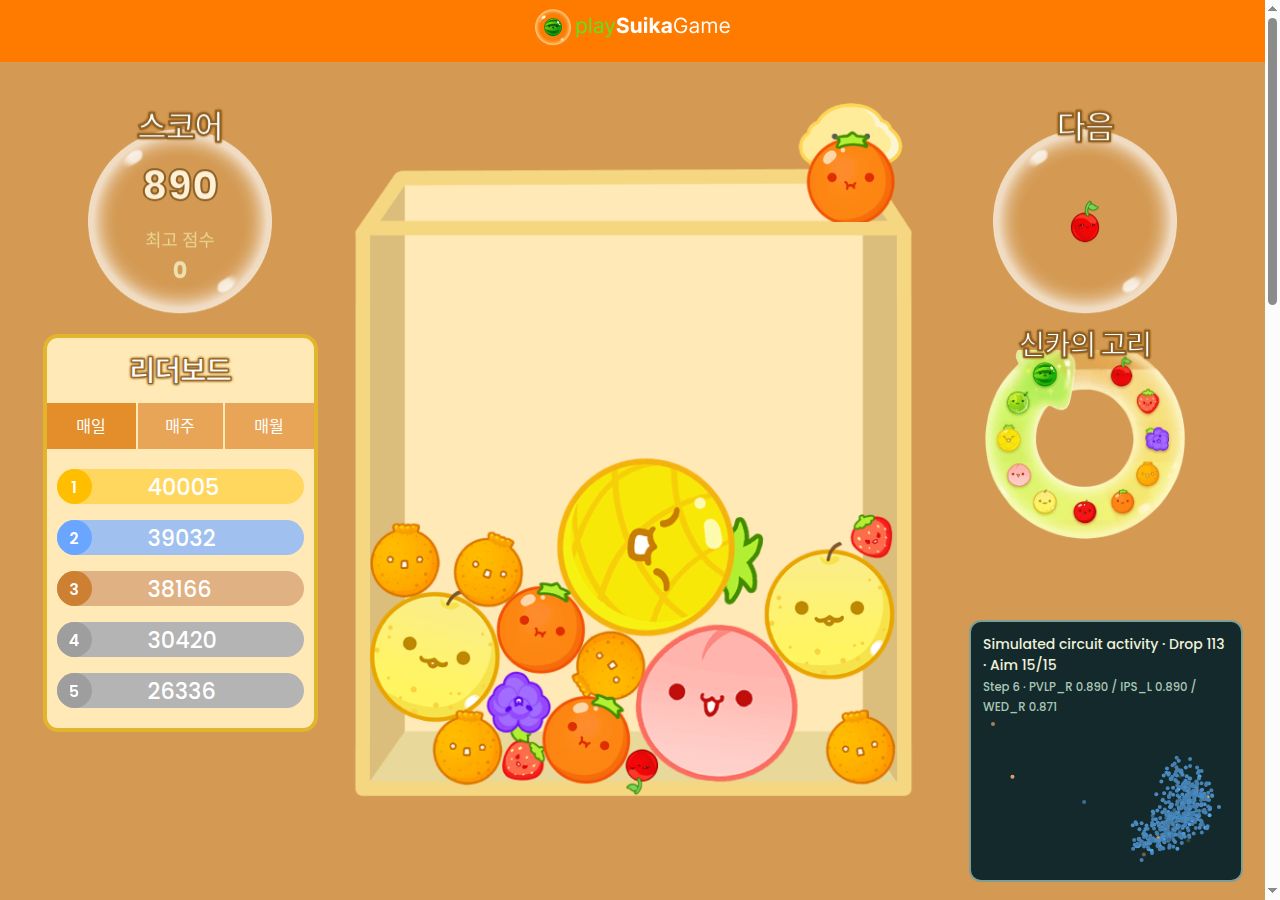 playSuikaGame
스코어
890
최고 점수
0
다음
신카의 고리
리더보드
매일 매주 매월
1 40005
2 39032
3 38166
4 30420
5 26336
Simulated circuit activity · Drop 113
· Aim 15/15
Step 6 · PVLP_R 0.890 / IPS_L 0.890 /
WED_R 0.871